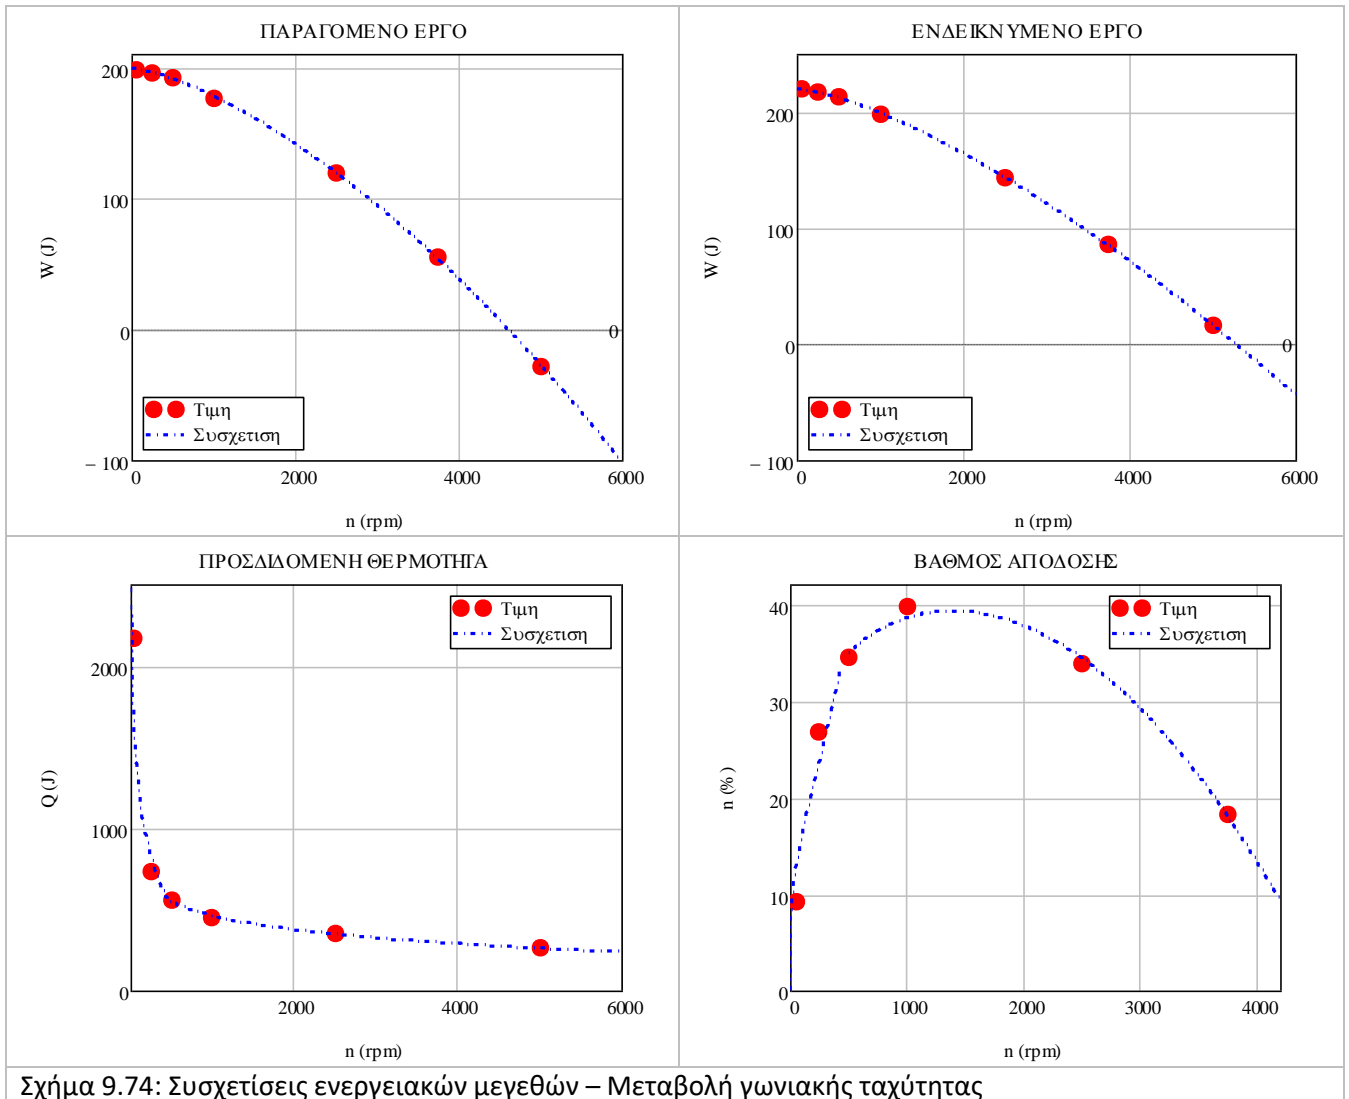 ΠΑΡΑΓΟΜΕΝΟ ΕΡΓΟ
200
100
0
− 100
0
2000
4000
6000
0
W (J)
n (rpm)
Τιμη
Συσχετιση
ΕΝΔΕΙΚΝΥΜΕΝΟ ΕΡΓΟ
200
100
0
− 100
0
2000
4000
6000
0
W (J)
n (rpm)
Τιμη
Συσχετιση
ΠΡΟΣΔΙΔΟΜΕΝΗ ΘΕΡΜΟΤΗΤΑ
2000
1000
0
2000
4000
6000
Q (J)
n (rpm)
Τιμη
Συσχετιση
ΒΑΘΜΟΣ ΑΠΟΔΟΣΗΣ
40
30
20
10
0
0
1000
2000
3000
4000
n (% )
n (rpm)
Τιμη
Συσχετιση
Σχήμα 9.74: Συσχετίσεις ενεργειακών μεγεθών – Μεταβολή γωνιακής ταχύτητας